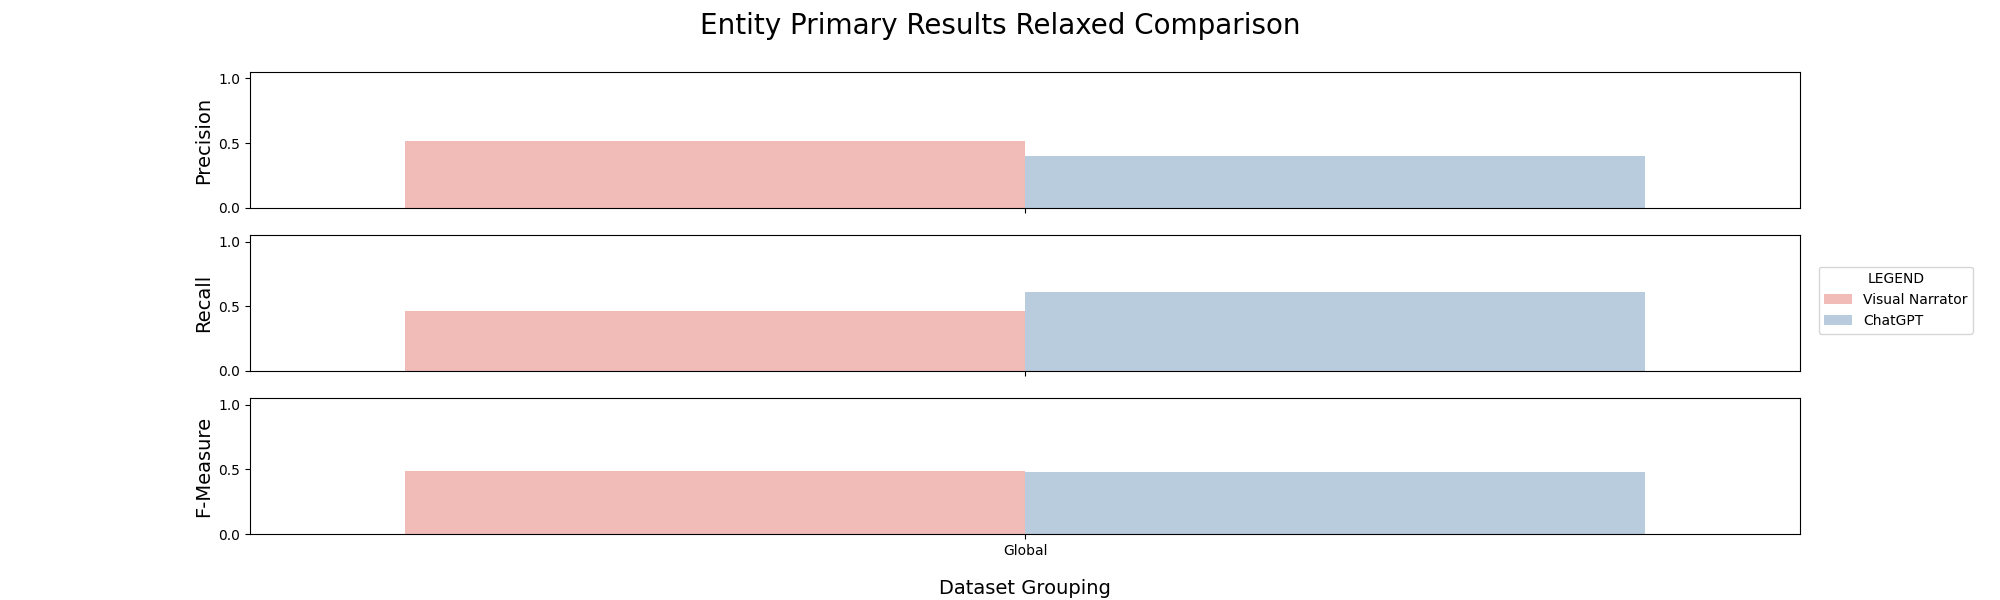 Entity Primary Results Relaxed Comparison
Precision
1.0
0.5
0.0
Recall
1.0
0.5
0.0
F-Measure
1.0
0.5
0.0
Global
Dataset Grouping
LEGEND
Visual Narrator
ChatGPT